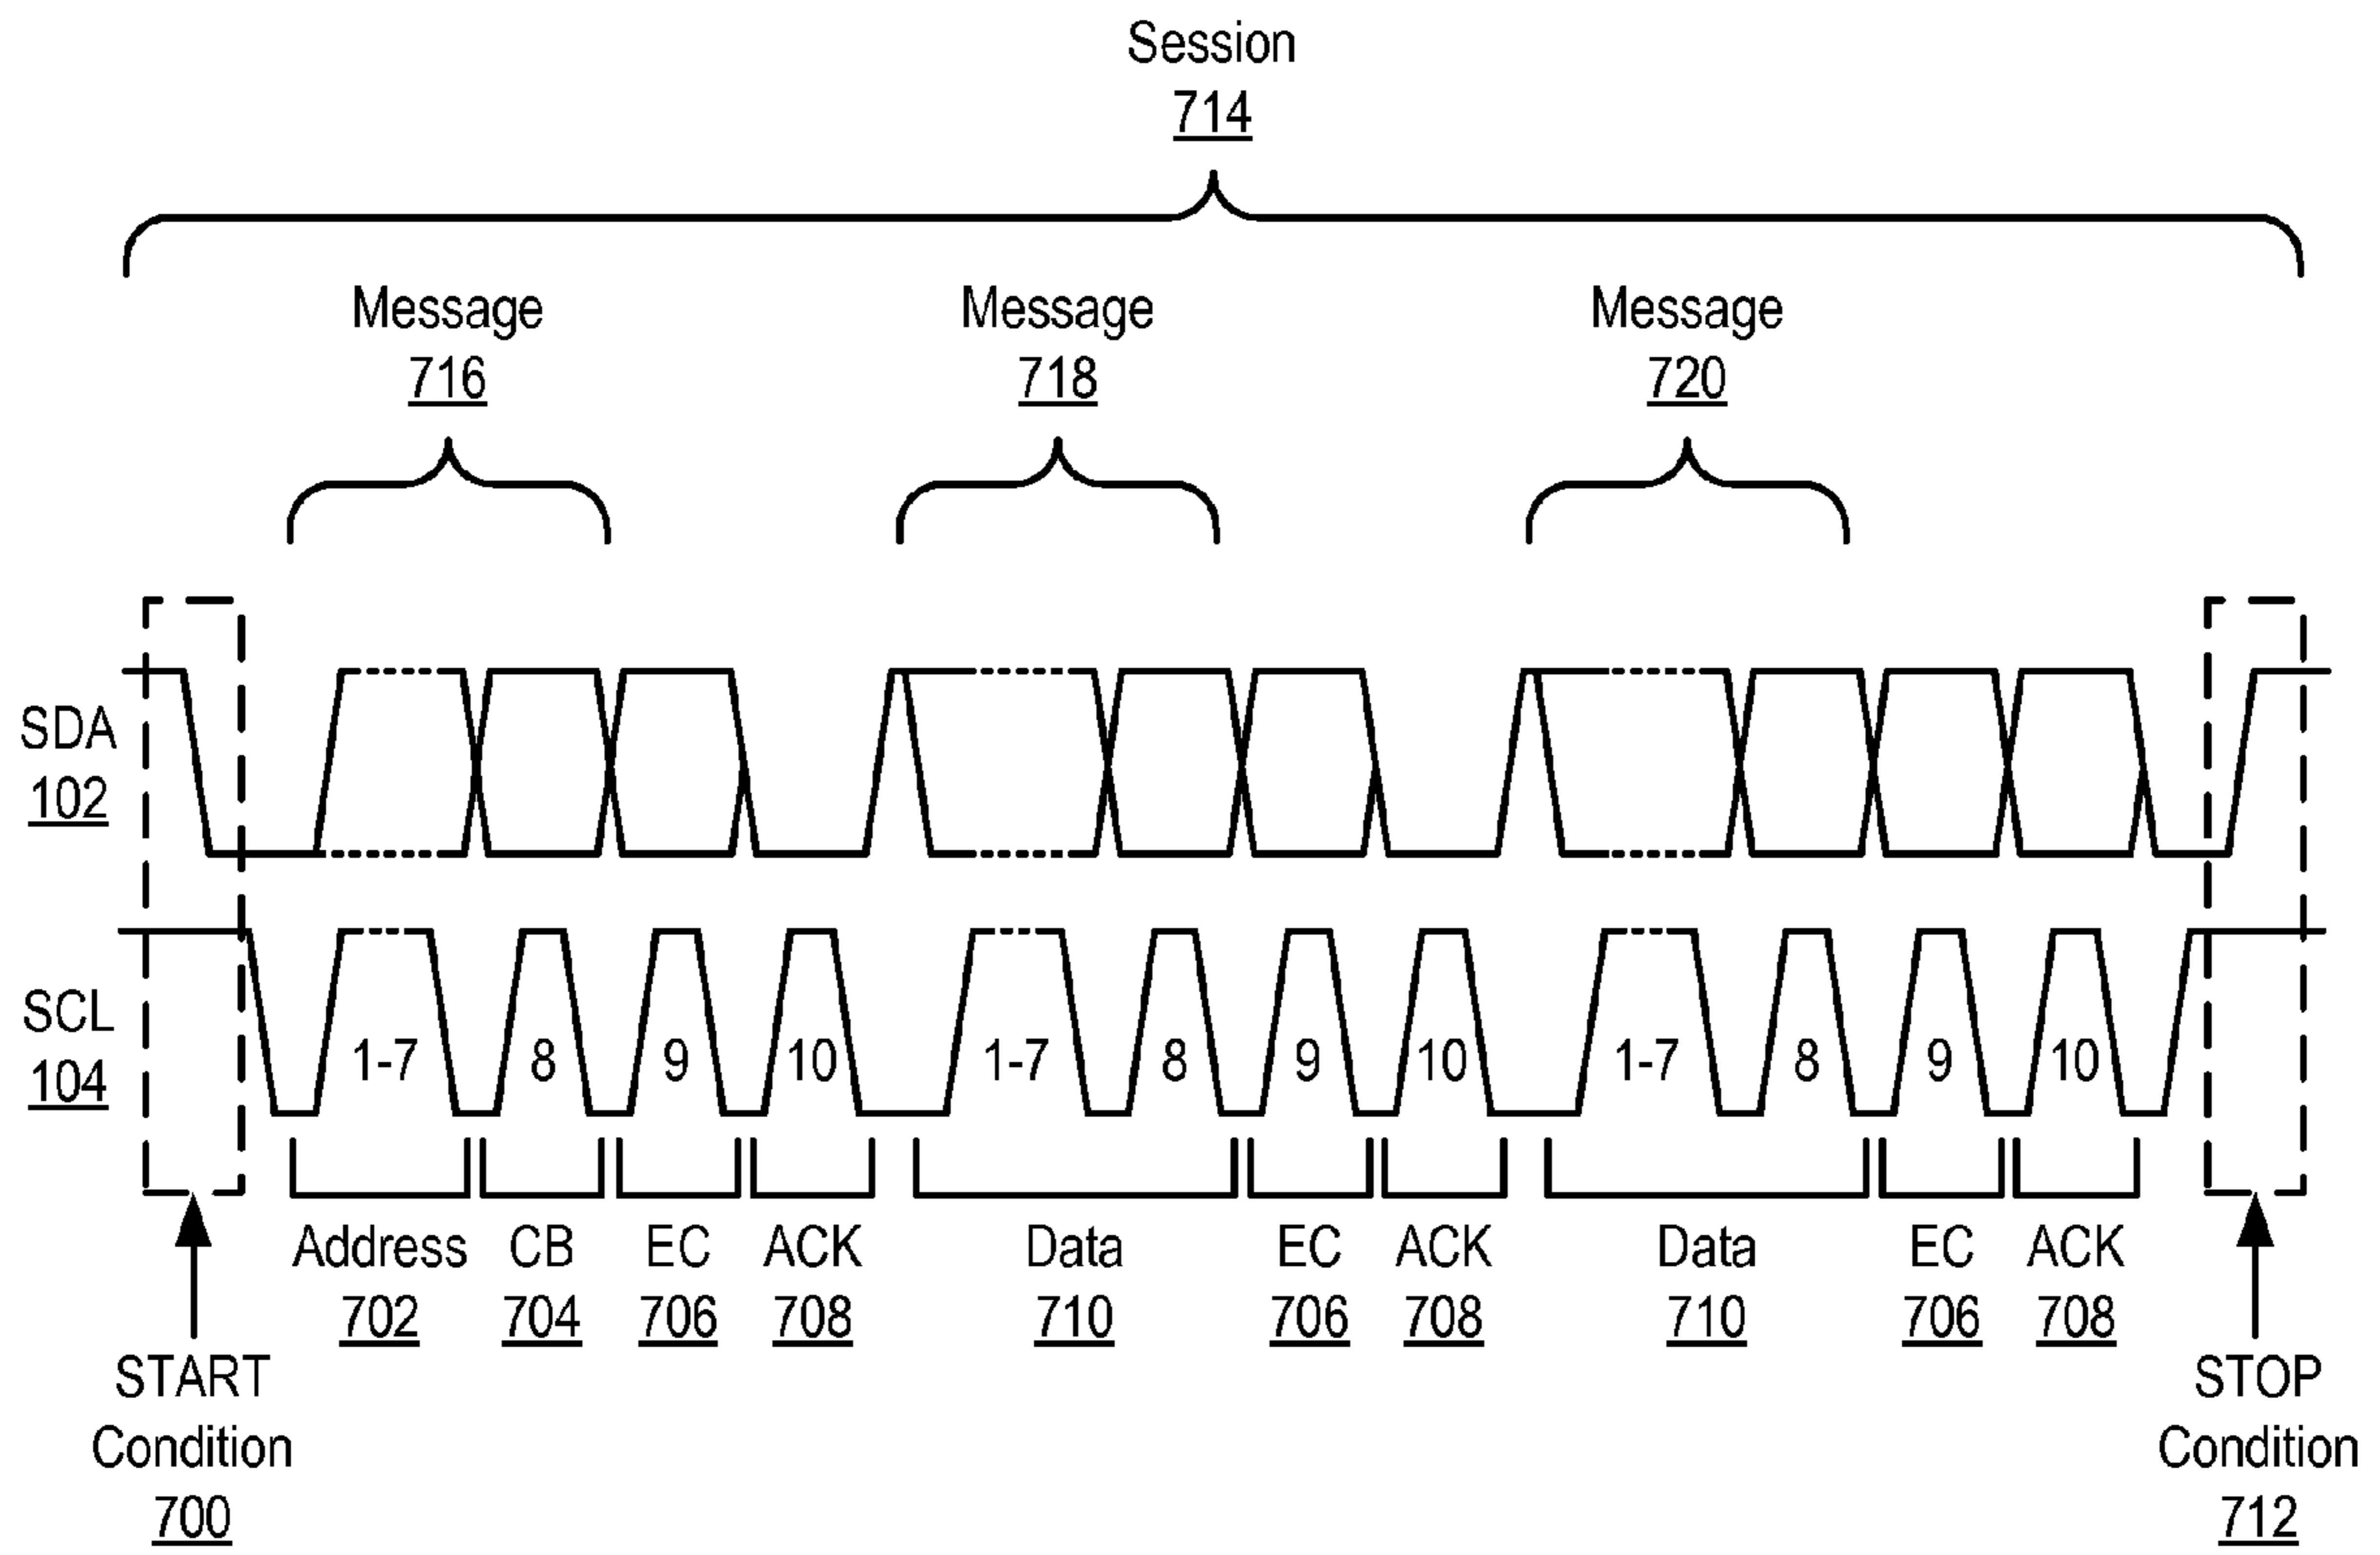 Session
714
Message
716
Message
718
Message
720
SDA
102
SCL
104
1-7 8 9 10 1-7 8 9 10 1-7 8 9 10
Address CB EC ACK Data EC ACK Data EC ACK
702 704 706 708 710 706 708 710 706 708
START
Condition
700
STOP
Condition
712